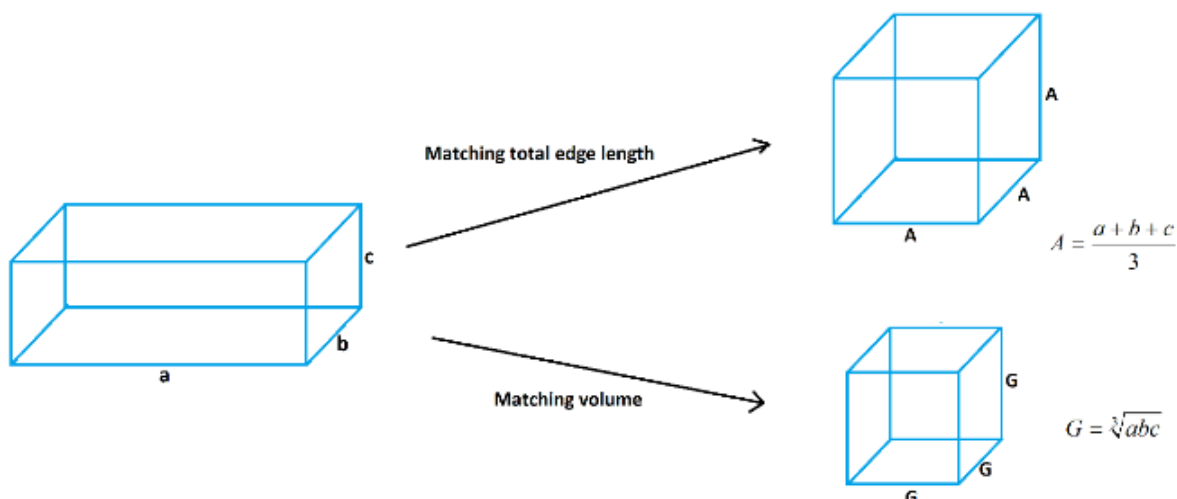 A
Matching total edge length
A
A
A = a + b + c / 3
c
b
a
Matching volume
G
G = ∛abc
G
G